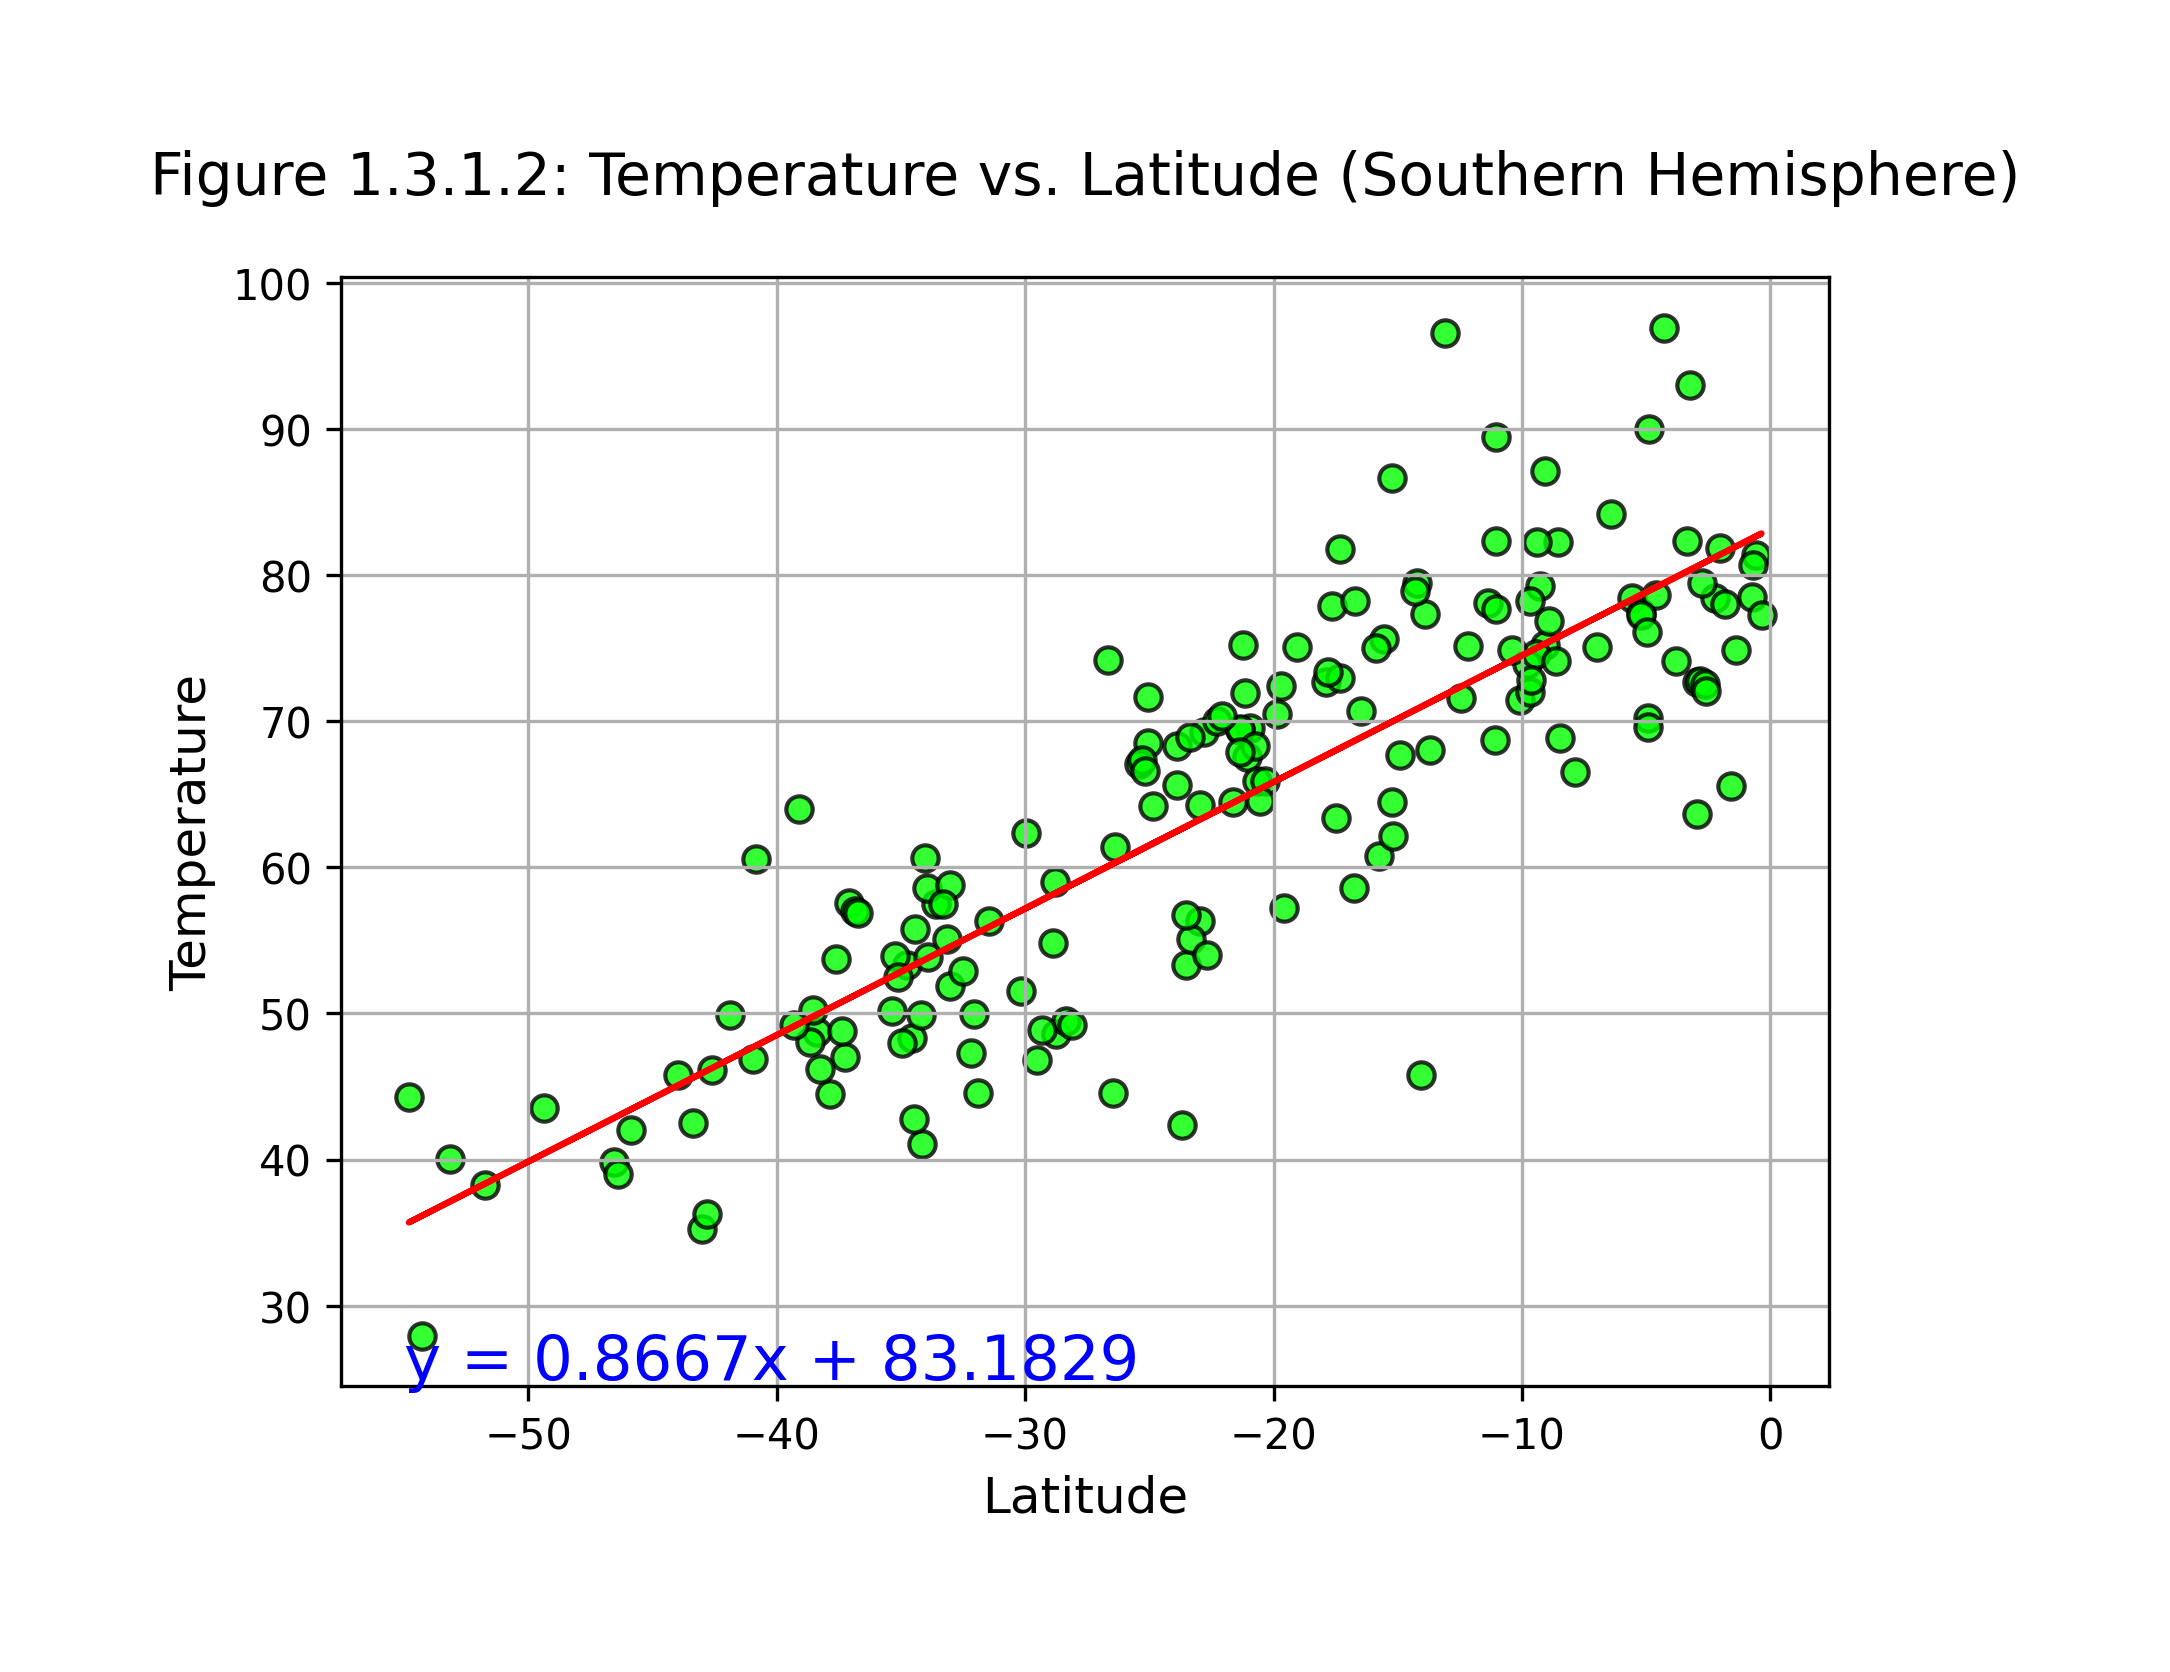 Figure 1.3.1.2: Temperature vs. Latitude (Southern Hemisphere)
100
90
80
70
60
50
40
30
Temperature
y = 0.8667x + 83.1829
−50 −40 −30 −20 −10 0
Latitude